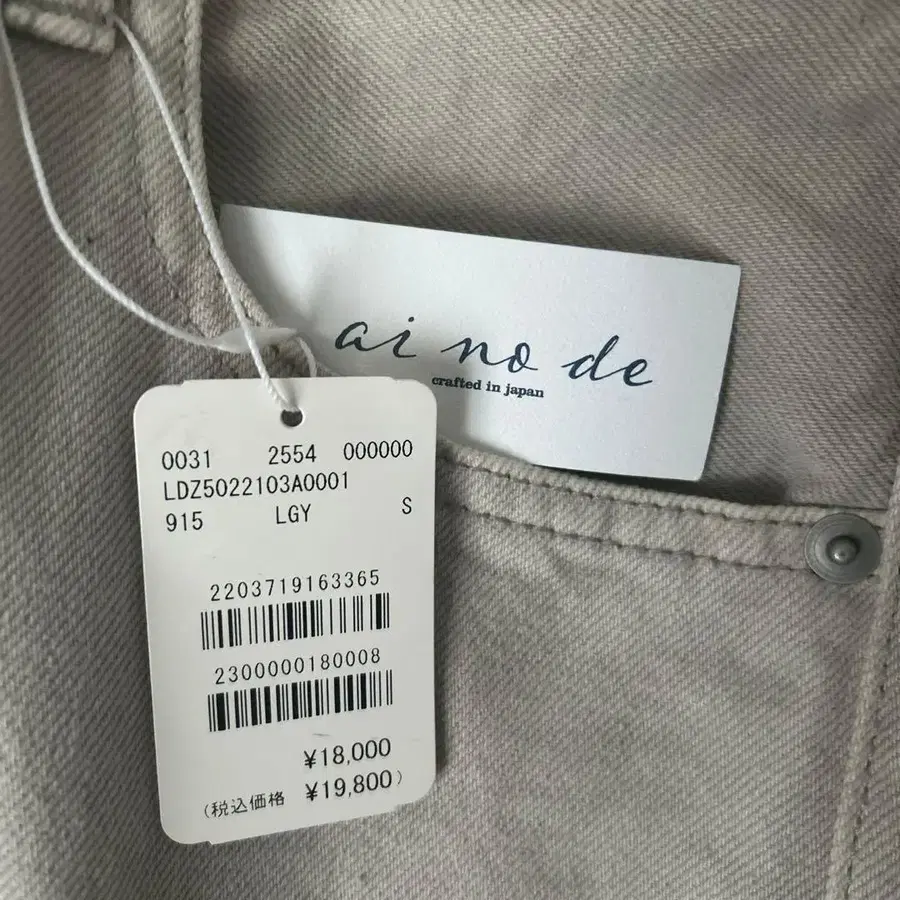 ai no de
crafted in japan
0031 2554 000000
LDZ5022103A0001
915 LGY S
2203719163365
2300000180008
¥18,000
(税込価格 ¥19,800)